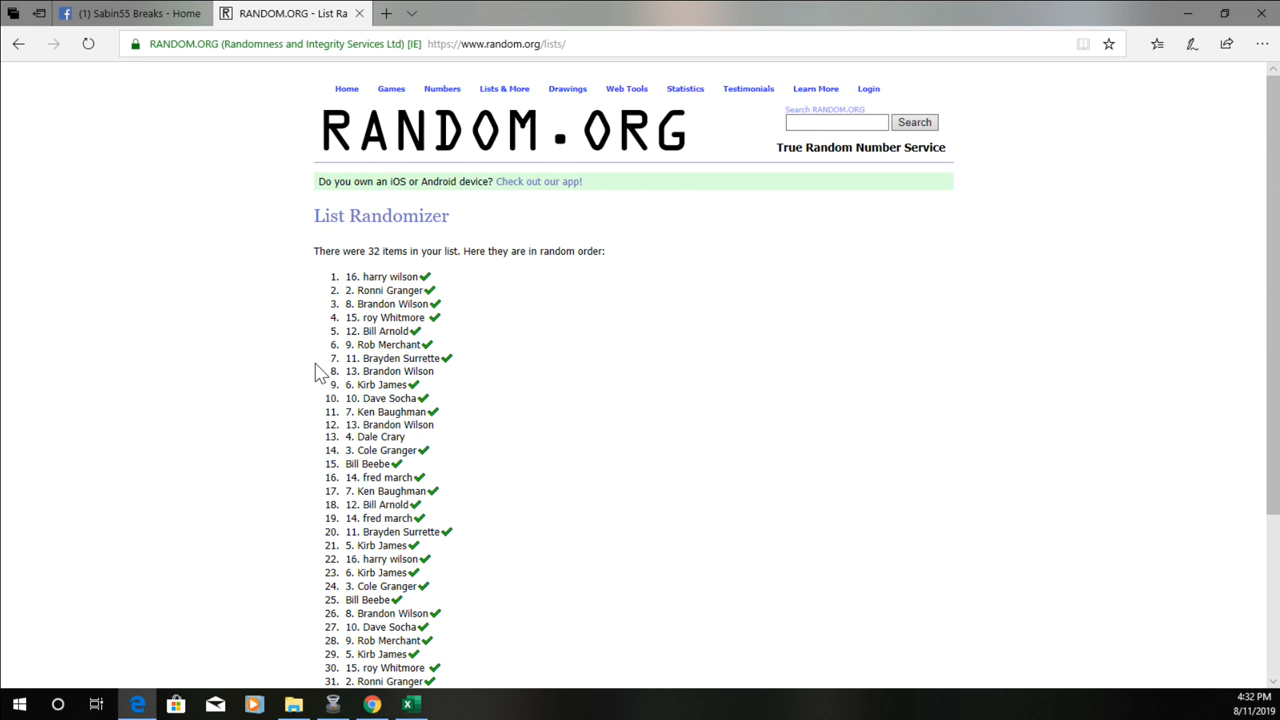 (1) Sabin55 Breaks - Home
RANDOM.ORG - List Ra
RANDOM.ORG (Randomness and Integrity Services Ltd) [IE] https://www.random.org/lists/
Home Games Numbers Lists & More Drawings Web Tools Statistics Testimonials Learn More Login
RANDOM.ORG
Search RANDOM.ORG
Search
True Random Number Service
Do you own an iOS or Android device? Check out our app!
List Randomizer
There were 32 items in your list. Here they are in random order:
1. 16. harry wilson
2. 2. Ronni Granger
3. 8. Brandon Wilson
4. 15. roy Whitmore
5. 12. Bill Arnold
6. 9. Rob Merchant
7. 11. Brayden Surrette
8. 13. Brandon Wilson
9. 6. Kirb James
10. 10. Dave Socha
11. 7. Ken Baughman
12. 13. Brandon Wilson
13. 4. Dale Crary
14. 3. Cole Granger
15. Bill Beebe
16. 14. fred march
17. 7. Ken Baughman
18. 12. Bill Arnold
19. 14. fred march
20. 11. Brayden Surrette
21. 5. Kirb James
22. 16. harry wilson
23. 6. Kirb James
24. 3. Cole Granger
25. Bill Beebe
26. 8. Brandon Wilson
27. 10. Dave Socha
28. 9. Rob Merchant
29. 5. Kirb James
30. 15. roy Whitmore
31. 2. Ronni Granger
4:32 PM
8/11/2019